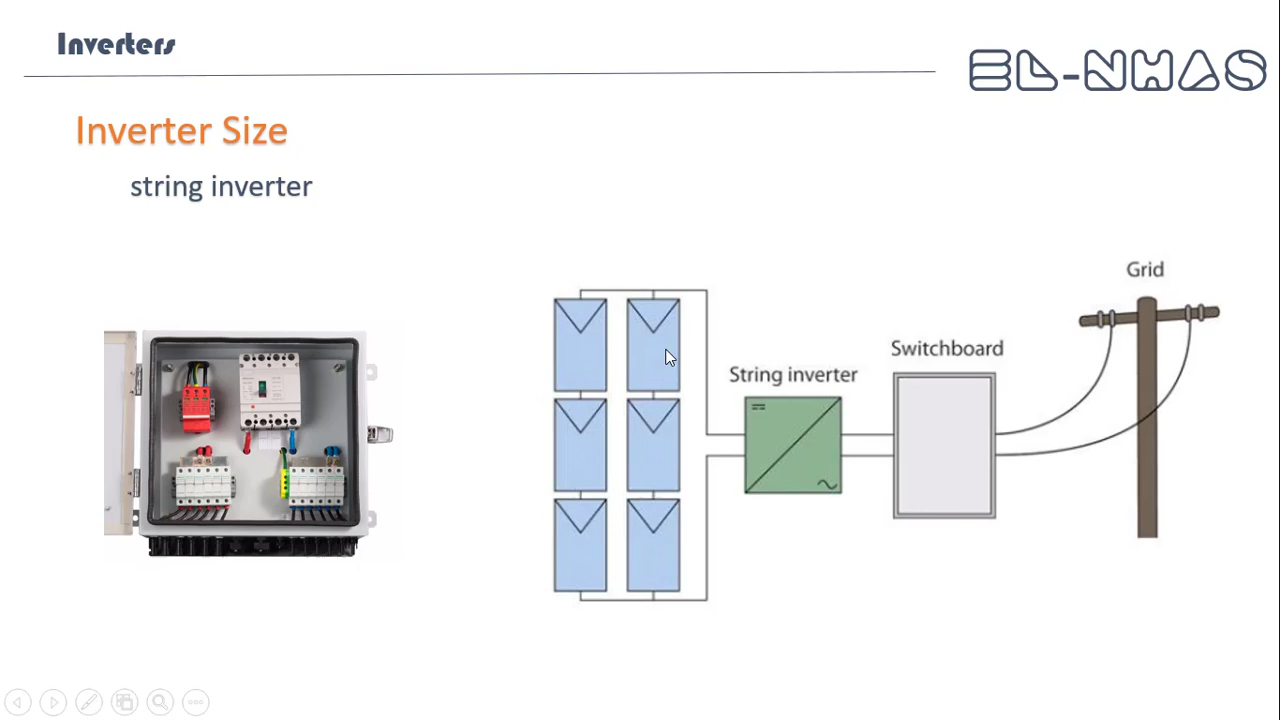 Inverters
EL-NHAS
Inverter Size
string inverter
Grid
Switchboard
String inverter